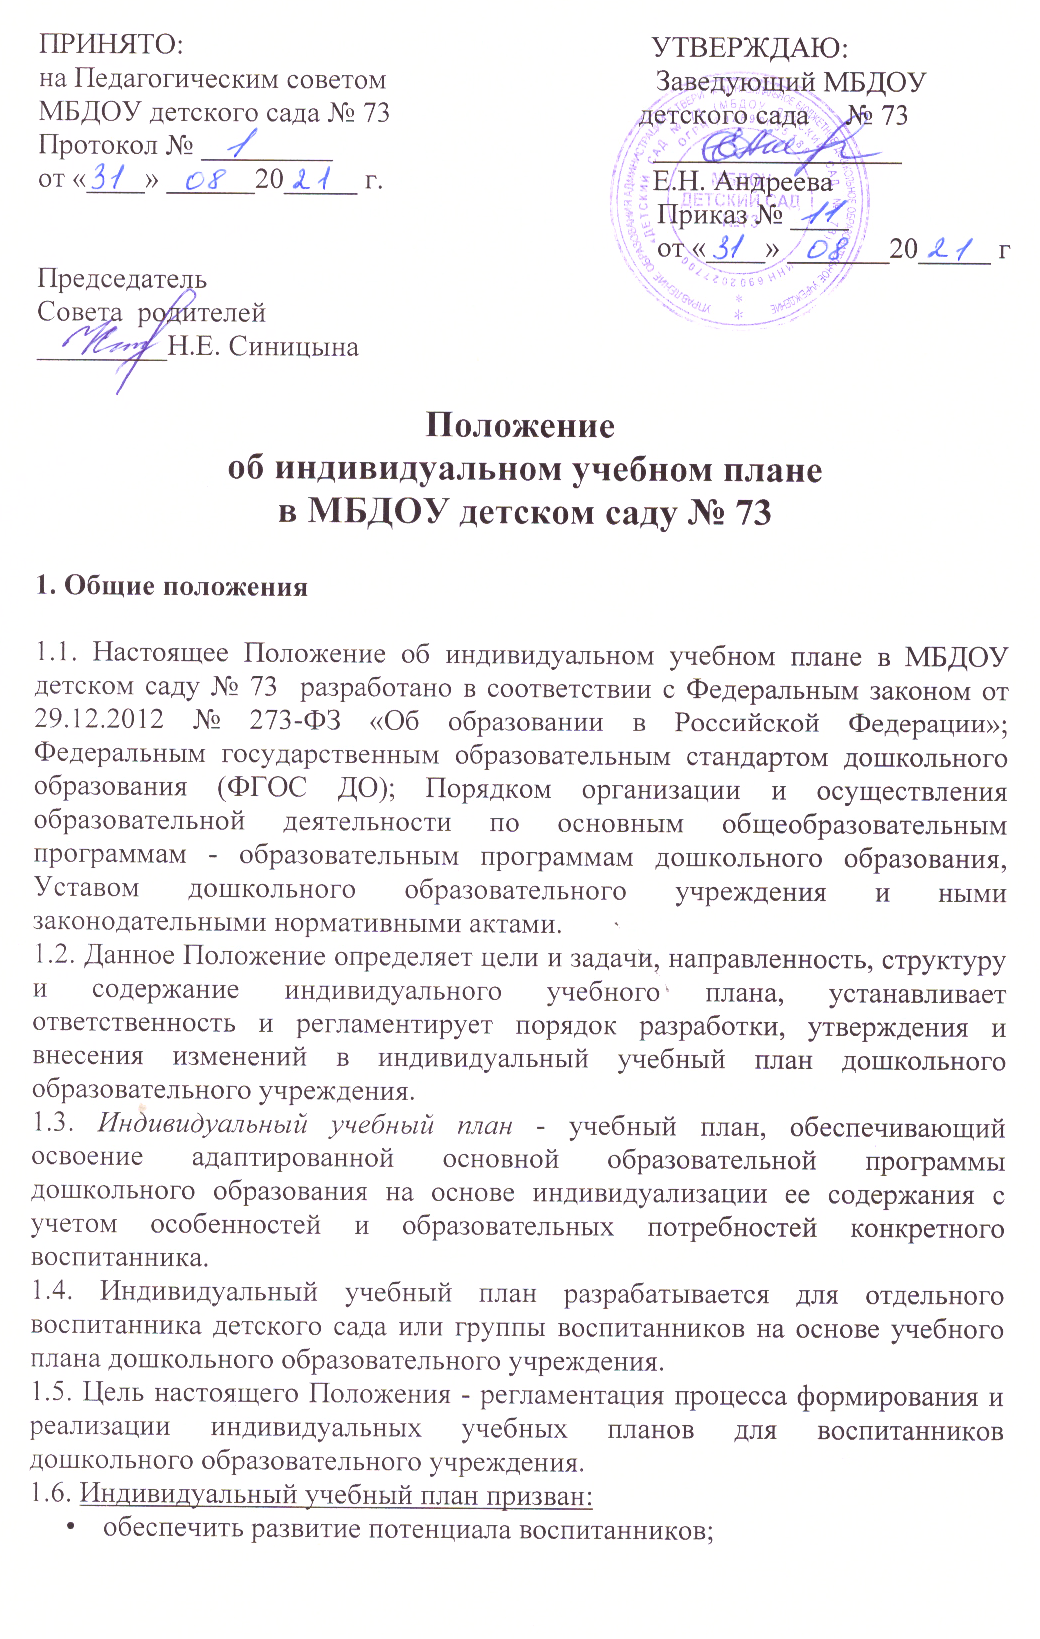 ПРИНЯТО:
на Педагогическим советом
МБДОУ детского сада № 73
Протокол № 1
от «31» 08 2021 г.
УТВЕРЖДАЮ:
Заведующий МБДОУ
детского сада № 73
Е.Н. Андреева
Приказ № 11
от «31» 08 2021 г
МБДОУ
ДЕТСКИЙ САД
Председатель
Совета родителей
Н.Е. Синицына
Положение
об индивидуальном учебном плане
в МБДОУ детском саду № 73
1. Общие положения
1.1. Настоящее Положение об индивидуальном учебном плане в МБДОУ
детском саду № 73 разработано в соответствии с Федеральным законом от
29.12.2012 № 273-ФЗ «Об образовании в Российской Федерации»;
Федеральным государственным образовательным стандартом дошкольного
образования (ФГОС ДО); Порядком организации и осуществления
образовательной деятельности по основным общеобразовательным
программам - образовательным программам дошкольного образования,
Уставом дошкольного образовательного учреждения и ными
законодательными нормативными актами.
1.2. Данное Положение определяет цели и задачи, направленность, структуру
и содержание индивидуального учебного плана, устанавливает
ответственность и регламентирует порядок разработки, утверждения и
внесения изменений в индивидуальный учебный план дошкольного
образовательного учреждения.
1.3. Индивидуальный учебный план - учебный план, обеспечивающий
освоение адаптированной основной образовательной программы
дошкольного образования на основе индивидуализации ее содержания с
учетом особенностей и образовательных потребностей конкретного
воспитанника.
1.4. Индивидуальный учебный план разрабатывается для отдельного
воспитанника детского сада или группы воспитанников на основе учебного
плана дошкольного образовательного учреждения.
1.5. Цель настоящего Положения - регламентация процесса формирования и
реализации индивидуальных учебных планов для воспитанников
дошкольного образовательного учреждения.
1.6. Индивидуальный учебный план призван:
• обеспечить развитие потенциала воспитанников;